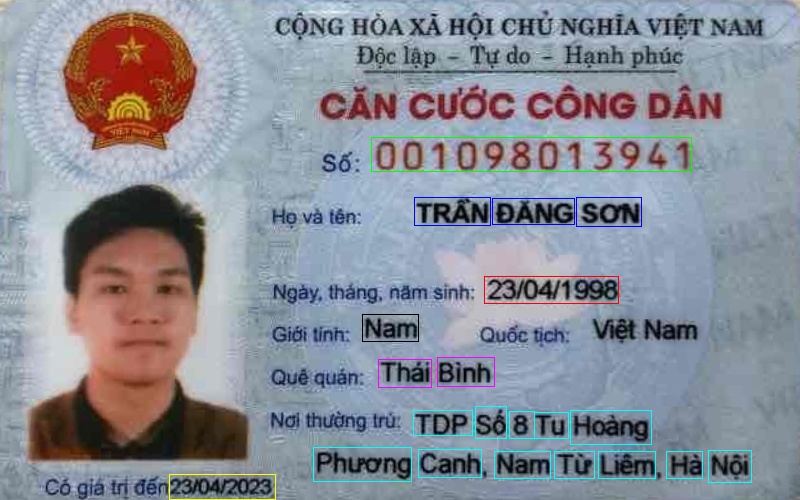 CỘNG HÒA XÃ HỘI CHỦ NGHĨA VIỆT NAM
Độc lập - Tự do - Hạnh phúc
VIỆT NAM
CĂN CƯỚC CÔNG DÂN
Số: 001098013941
Họ và tên: TRẦN ĐĂNG SƠN
Ngày, tháng, năm sinh: 23/04/1998
Giới tính: Nam Quốc tịch: Việt Nam
Quê quán: Thái Bình
Nơi thường trú: TDP Số 8 Tu Hoàng
Phương Canh, Nam Từ Liêm, Hà Nội
Có giá trị đến 23/04/2023